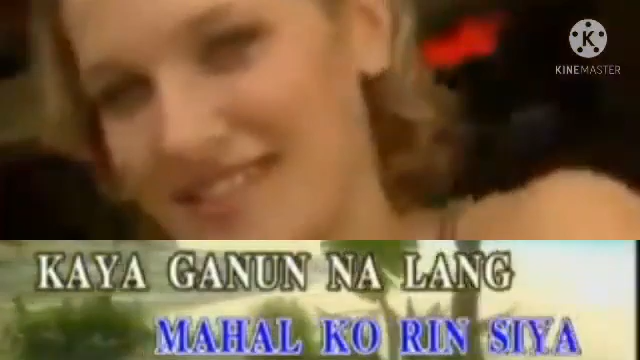 K
KINEMASTER
KAYA GANUN NA LANG
MAHAL KO RIN SIYA